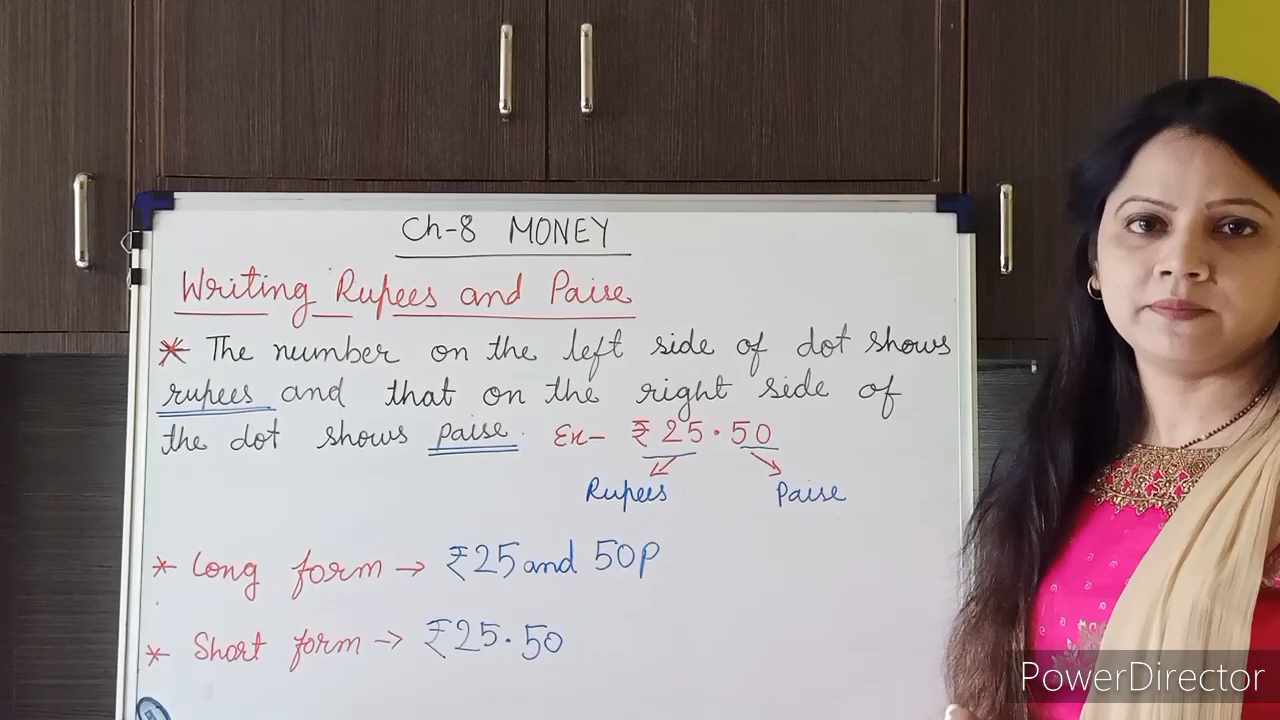 Ch-8 MONEY
Writing Rupees and Paise
* The number on the left side of dot shows
rupees and that on the right side of
the dot shows paise. Ex- ₹25.50
Rupees Paise
* Long form → ₹25 and 50p
* Short form → ₹25.50
PowerDirector